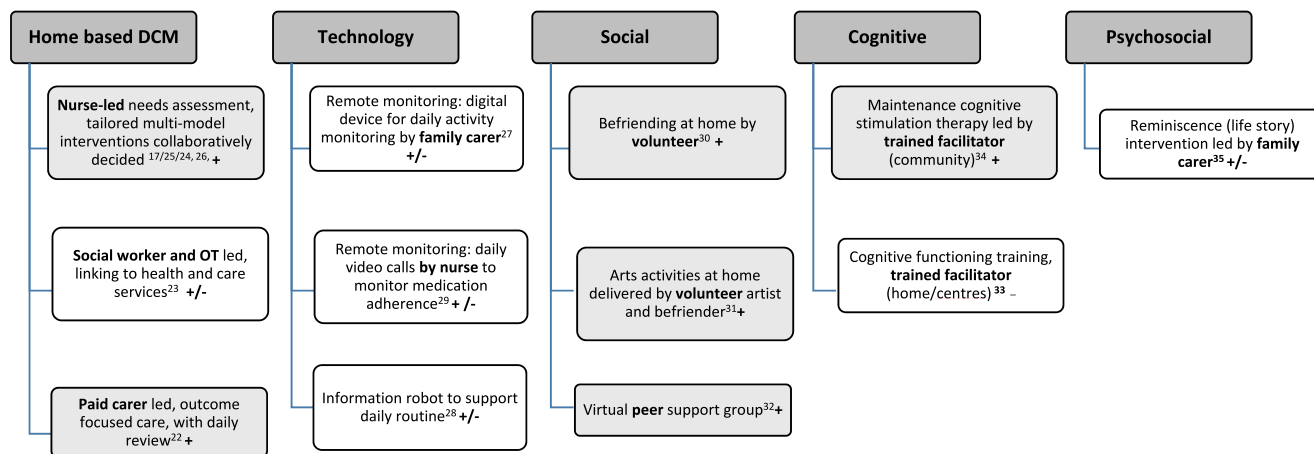 Home based DCM
Nurse-led needs assessment,
tailored multi-model
interventions collaboratively
decided 17/25/24, 26, +
Social worker and OT led,
linking to health and care
services23 +/-
Paid carer led, outcome
focused care, with daily
review22 +
Technology
Remote monitoring: digital
device for daily activity
monitoring by family carer27
+/-
Remote monitoring: daily
video calls by nurse to
monitor medication
adherence29 + /-
Information robot to support
daily routine28 +/-
Social
Befriending at home by
volunteer30 +
Arts activities at home
delivered by volunteer artist
and befriender31+
Virtual peer support group32+
Cognitive
Maintenance cognitive
stimulation therapy led by
trained facilitator
(community)34 +
Cognitive functioning training,
trained facilitator
(home/centres) 33 –
Psychosocial
Reminiscence (life story)
intervention led by family
carer35 +/-